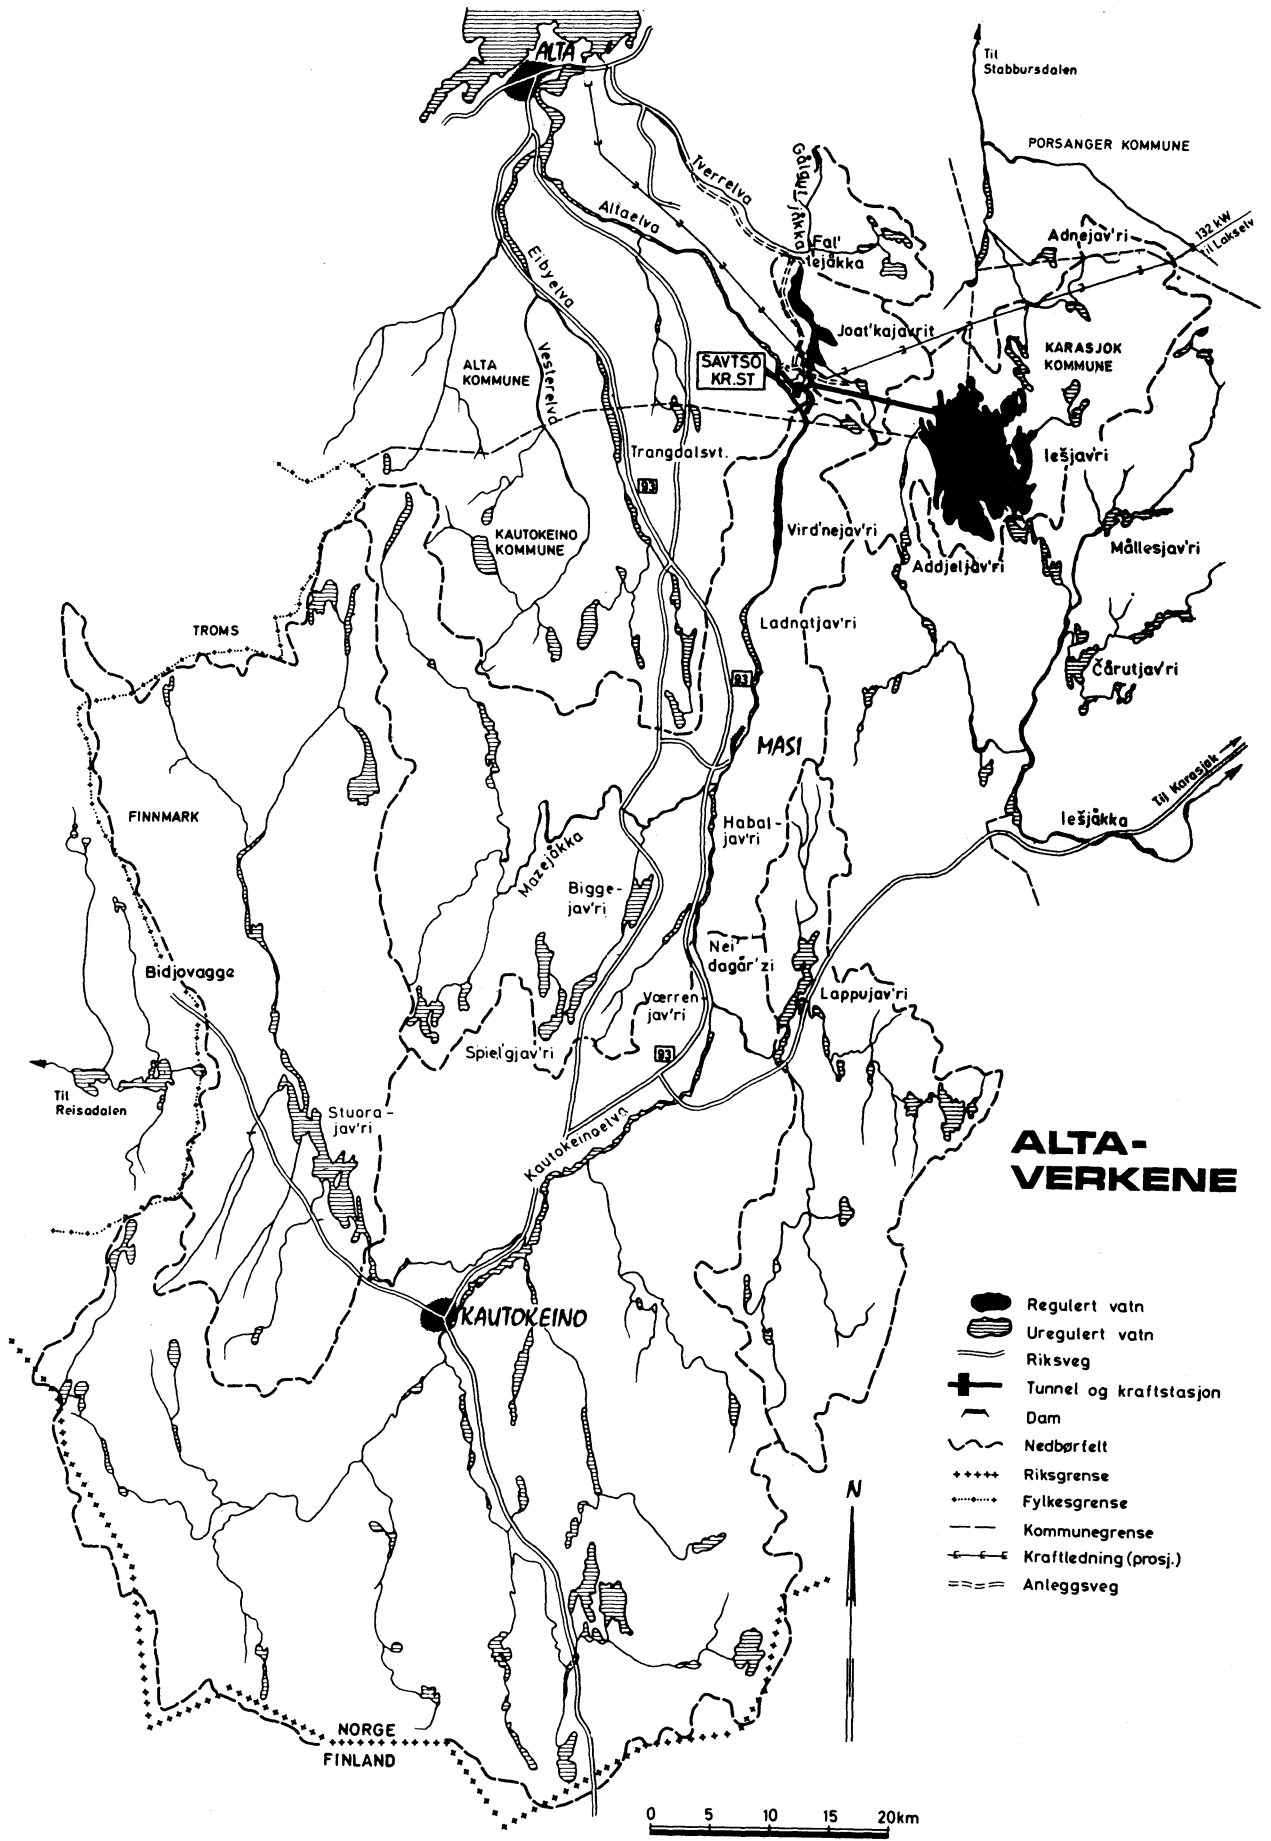 ALTA
Til
Stabbursdalen
PORSANGER KOMMUNE
Tverrelva
Gålgut jåkka
Altaelva
Fal'
lejåkka
Adnejav'ri
132 kW
Til Lakselv
Eibyelva
Joat'kajavrit
SAVTSO
KR.ST
KARASJOK
KOMMUNE
ALTA
KOMMUNE
Vesterelva
Trangdalsvt.
Iešjav'ri
93
Vird'nejav'ri
KAUTOKEINO
KOMMUNE
Addjeljav'ri
Mållesjav'ri
Ladnatjav'ri
TROMS
Čårutjav'ri
93
MASI
Til Karasjok
FINNMARK
Iešjåkka
Habal-
jav'ri
Mazejåkka
Bigge-
jav'ri
Nei'
dagår'zi
Bidjovagge
Værren-
jav'ri
Lappujav'ri
Spiel'gjav'ri
93
Til
Reisadalen
Stuora-
jav'ri
Kautokeinoelva
ALTA-
VERKENE
KAUTOKEINO
Regulert vatn
Uregulert vatn
Riksveg
Tunnel og kraftstasjon
Dam
Nedbørfelt
Riksgrense
Fylkesgrense
Kommunegrense
Kraftledning (prosj.)
Anleggsveg
N
NORGE
FINLAND
0 5 10 15 20km